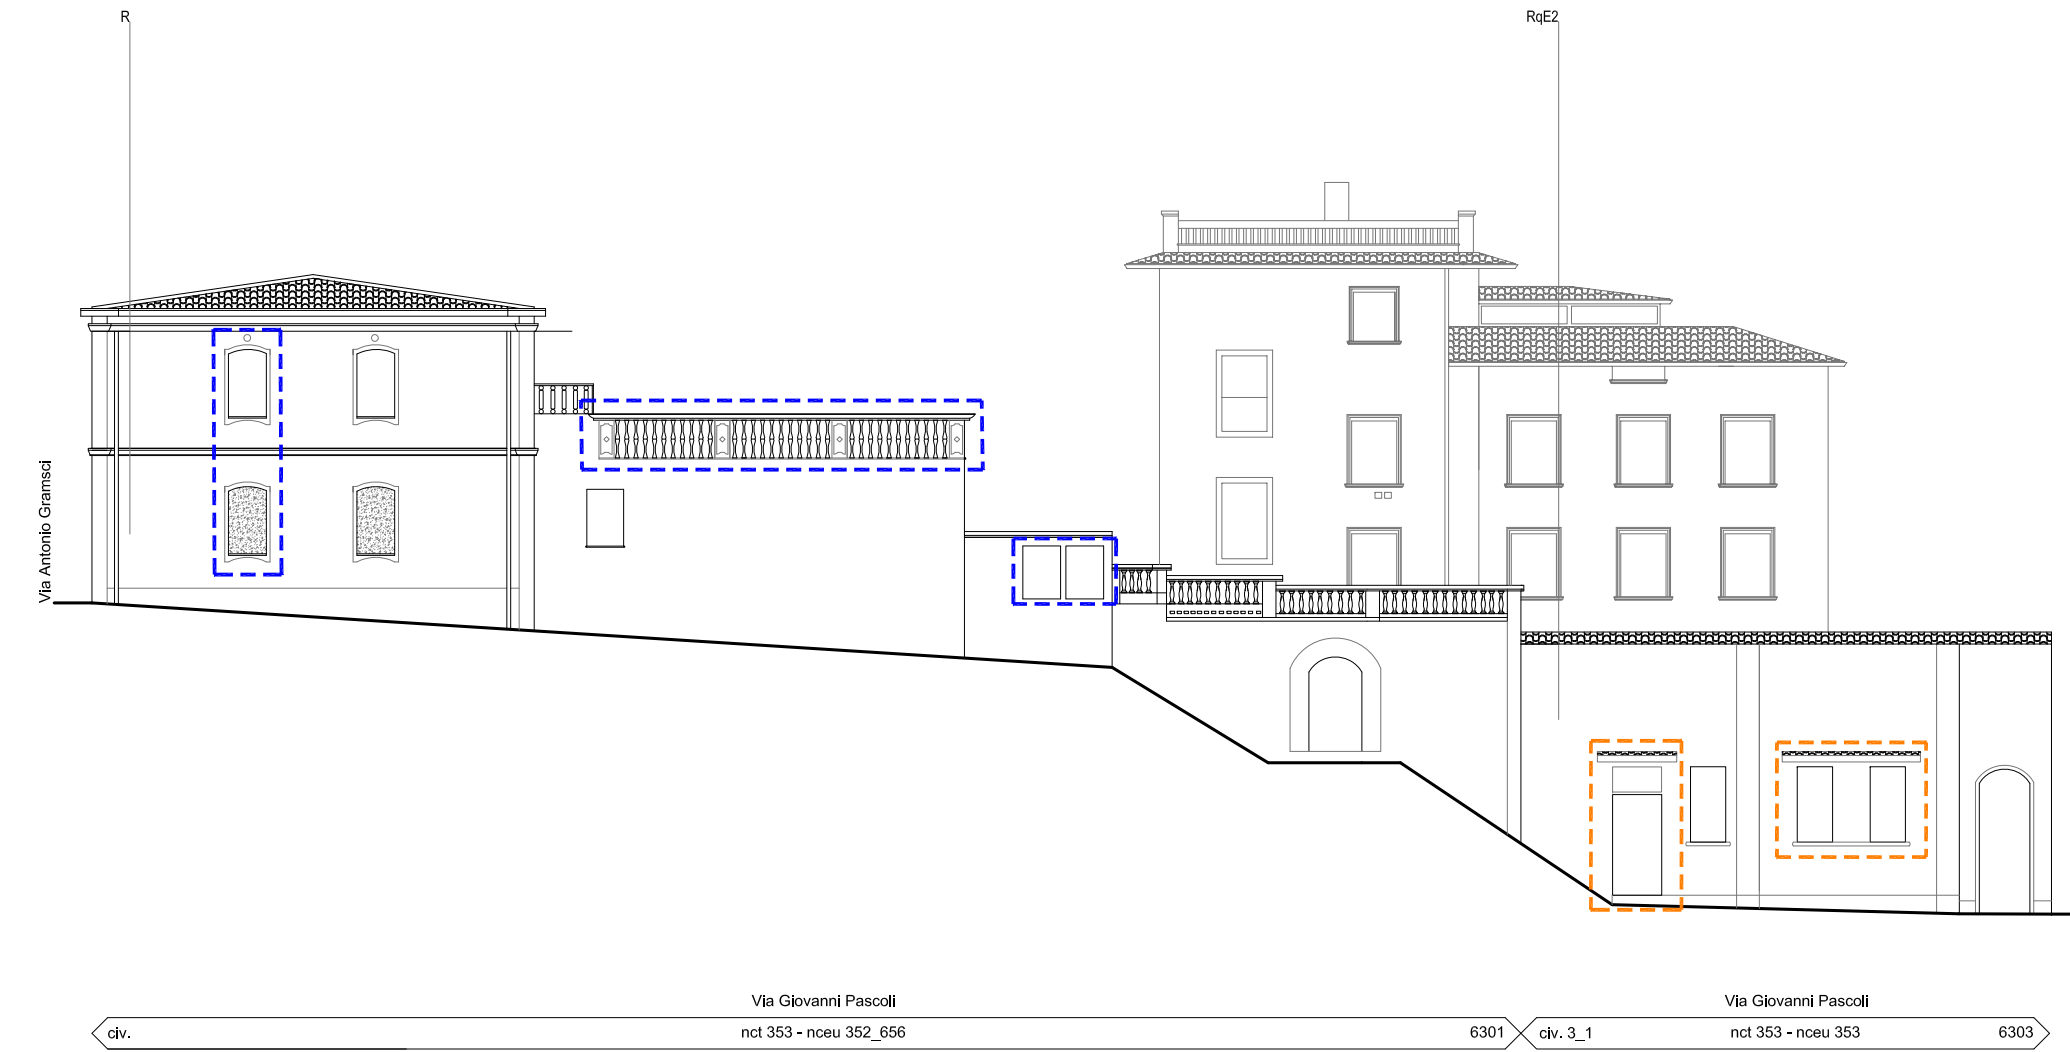 R
RqE2
Via Antonio Gramsci
Via Giovanni Pascoli
Via Giovanni Pascoli
civ.
nct 353 - nceu 352_656
6301
civ. 3_1
nct 353 - nceu 353
6303